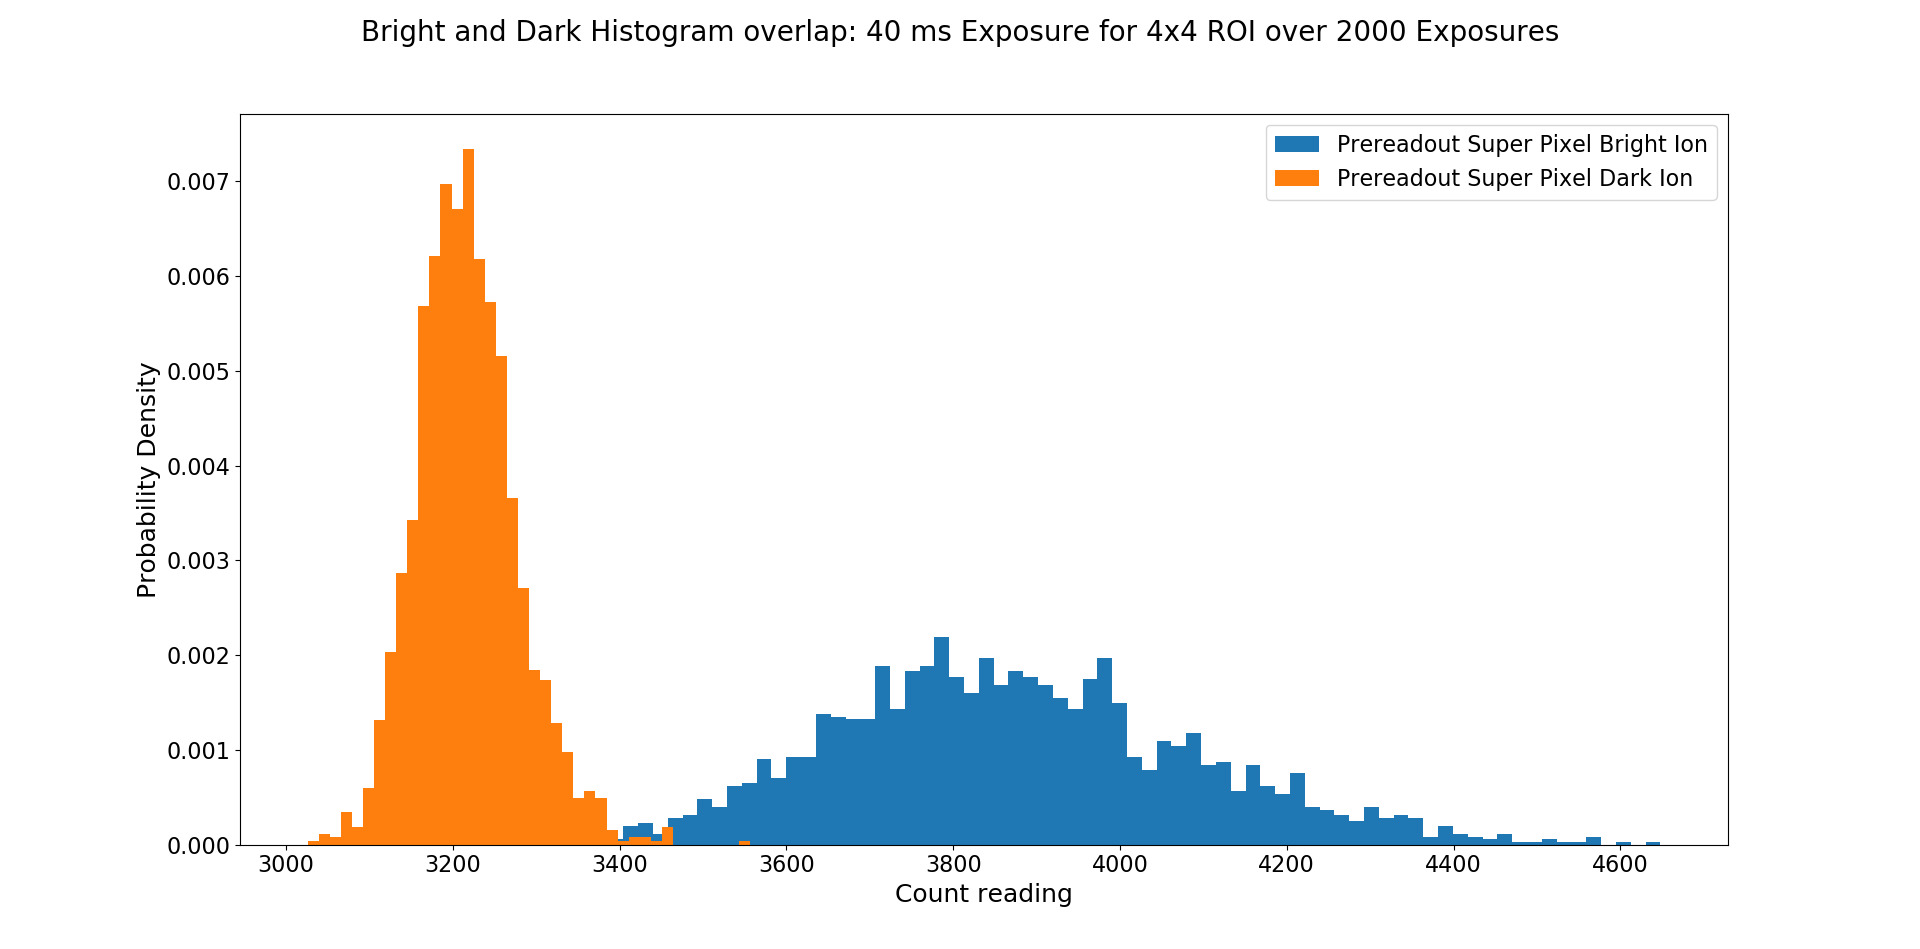 Bright and Dark Histogram overlap: 40 ms Exposure for 4x4 ROI over 2000 Exposures
Prereadout Super Pixel Bright Ion
Prereadout Super Pixel Dark Ion
0.007
0.006
0.005
0.004
0.003
0.002
0.001
0.000
Probability Density
3000 3200 3400 3600 3800 4000 4200 4400 4600
Count reading